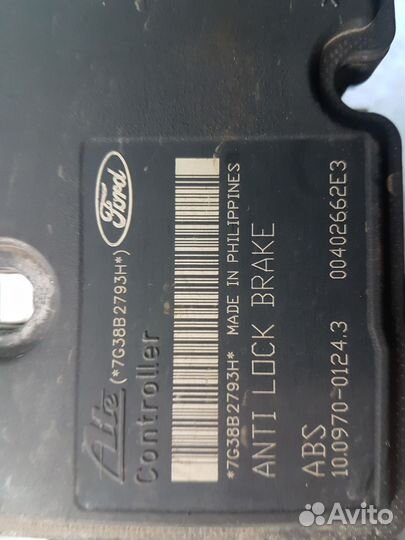 Ate
Ford
Controller
(*7G38B2793H*)
*7G38B2793H* MADE IN PHILIPPINES
ANTI LOCK BRAKE
ABS
10.0970-0124.3 00402662E3
Avito